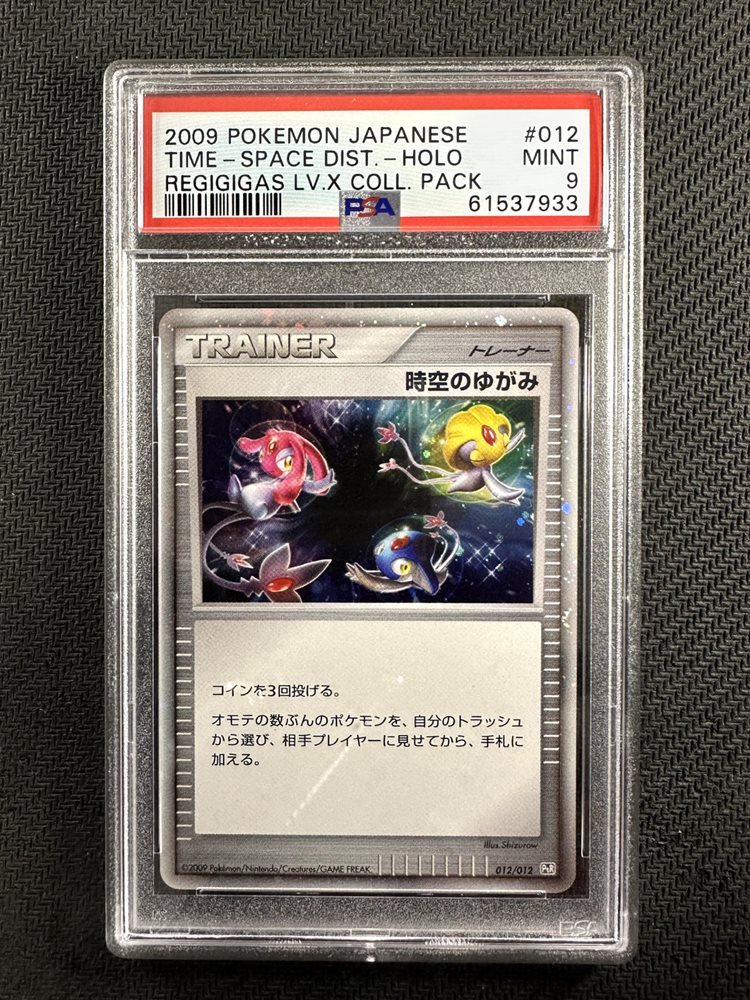 2009 POKEMON JAPANESE #012
TIME-SPACE DIST.-HOLO MINT
REGIGIGAS LV.X COLL. PACK 9
PSA 61537933
TRAINER トレーナー
時空のゆがみ
コインを3回投げる。
オモテの数ぶんのポケモンを、自分のトラッシュ
から選び、相手プレイヤーに見せてから、手札に
加える。
Illus. Shizurow
©2009 Pokémon/Nintendo/Creatures/GAME FREAK. 012/012